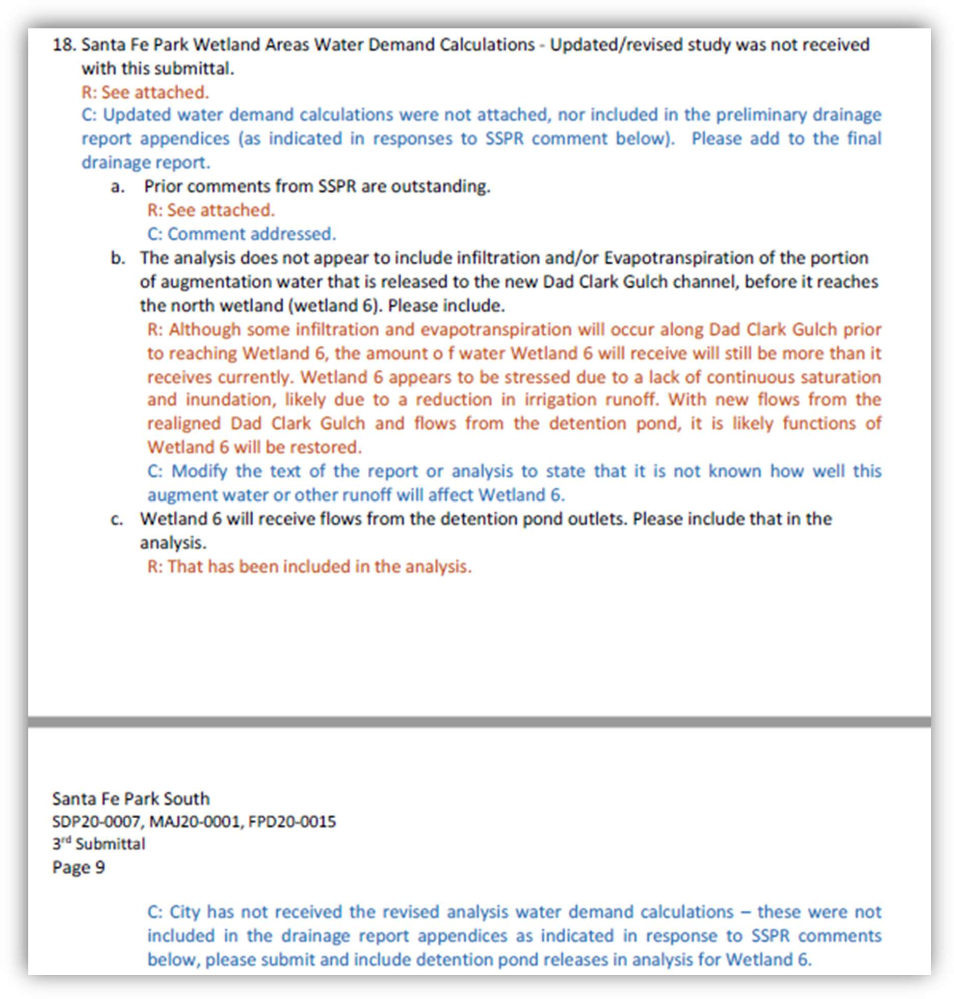 18. Santa Fe Park Wetland Areas Water Demand Calculations - Updated/revised study was not received
with this submittal.
R: See attached.
C: Updated water demand calculations were not attached, nor included in the preliminary drainage
report appendices (as indicated in responses to SSPR comment below). Please add to the final
drainage report.
a. Prior comments from SSPR are outstanding.
R: See attached.
C: Comment addressed.
b. The analysis does not appear to include infiltration and/or Evapotranspiration of the portion
of augmentation water that is released to the new Dad Clark Gulch channel, before it reaches
the north wetland (wetland 6). Please include.
R: Although some infiltration and evapotranspiration will occur along Dad Clark Gulch prior
to reaching Wetland 6, the amount o f water Wetland 6 will receive will still be more than it
receives currently. Wetland 6 appears to be stressed due to a lack of continuous saturation
and inundation, likely due to a reduction in irrigation runoff. With new flows from the
realigned Dad Clark Gulch and flows from the detention pond, it is likely functions of
Wetland 6 will be restored.
C: Modify the text of the report or analysis to state that it is not known how well this
augment water or other runoff will affect Wetland 6.
c. Wetland 6 will receive flows from the detention pond outlets. Please include that in the
analysis.
R: That has been included in the analysis.
Santa Fe Park South
SDP20-0007, MAJ20-0001, FPD20-0015
3rd Submittal
Page 9
C: City has not received the revised analysis water demand calculations – these were not
included in the drainage report appendices as indicated in response to SSPR comments
below, please submit and include detention pond releases in analysis for Wetland 6.